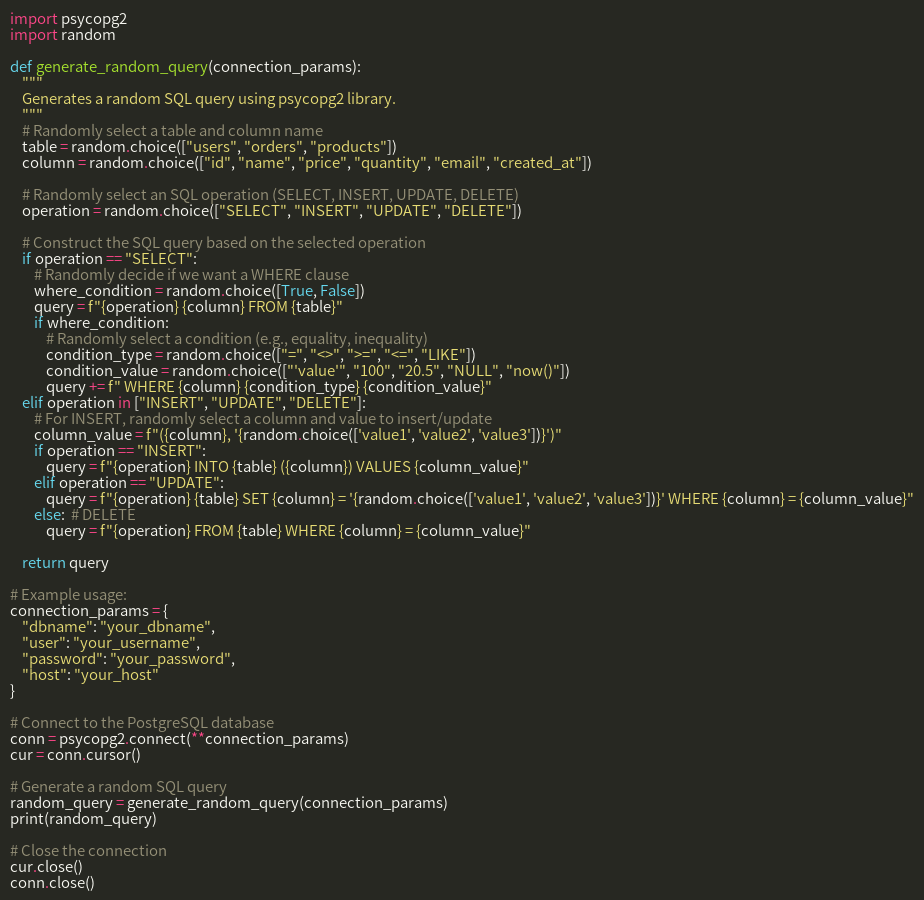 import psycopg2
import random

def generate_random_query(connection_params):
    """
    Generates a random SQL query using psycopg2 library.
    """
    # Randomly select a table and column name
    table = random.choice(["users", "orders", "products"])
    column = random.choice(["id", "name", "price", "quantity", "email", "created_at"])

    # Randomly select an SQL operation (SELECT, INSERT, UPDATE, DELETE)
    operation = random.choice(["SELECT", "INSERT", "UPDATE", "DELETE"])

    # Construct the SQL query based on the selected operation
    if operation == "SELECT":
        # Randomly decide if we want a WHERE clause
        where_condition = random.choice([True, False])
        query = f"{operation} {column} FROM {table}"
        if where_condition:
            # Randomly select a condition (e.g., equality, inequality)
            condition_type = random.choice(["=", "<>", ">=", "<=", "LIKE"])
            condition_value = random.choice(["'value'", "100", "20.5", "NULL", "now()"])
            query += f" WHERE {column} {condition_type} {condition_value}"
    elif operation in ["INSERT", "UPDATE", "DELETE"]:
        # For INSERT, randomly select a column and value to insert/update
        column_value = f"({column}, '{random.choice(['value1', 'value2', 'value3'])}')"
        if operation == "INSERT":
            query = f"{operation} INTO {table} ({column}) VALUES {column_value}"
        elif operation == "UPDATE":
            query = f"{operation} {table} SET {column} = '{random.choice(['value1', 'value2', 'value3'])}' WHERE {column} = {column_value}"
        else:  # DELETE
            query = f"{operation} FROM {table} WHERE {column} = {column_value}"

    return query

# Example usage:
connection_params = {
    "dbname": "your_dbname",
    "user": "your_username",
    "password": "your_password",
    "host": "your_host"
}

# Connect to the PostgreSQL database
conn = psycopg2.connect(**connection_params)
cur = conn.cursor()

# Generate a random SQL query
random_query = generate_random_query(connection_params)
print(random_query)

# Close the connection
cur.close()
conn.close()